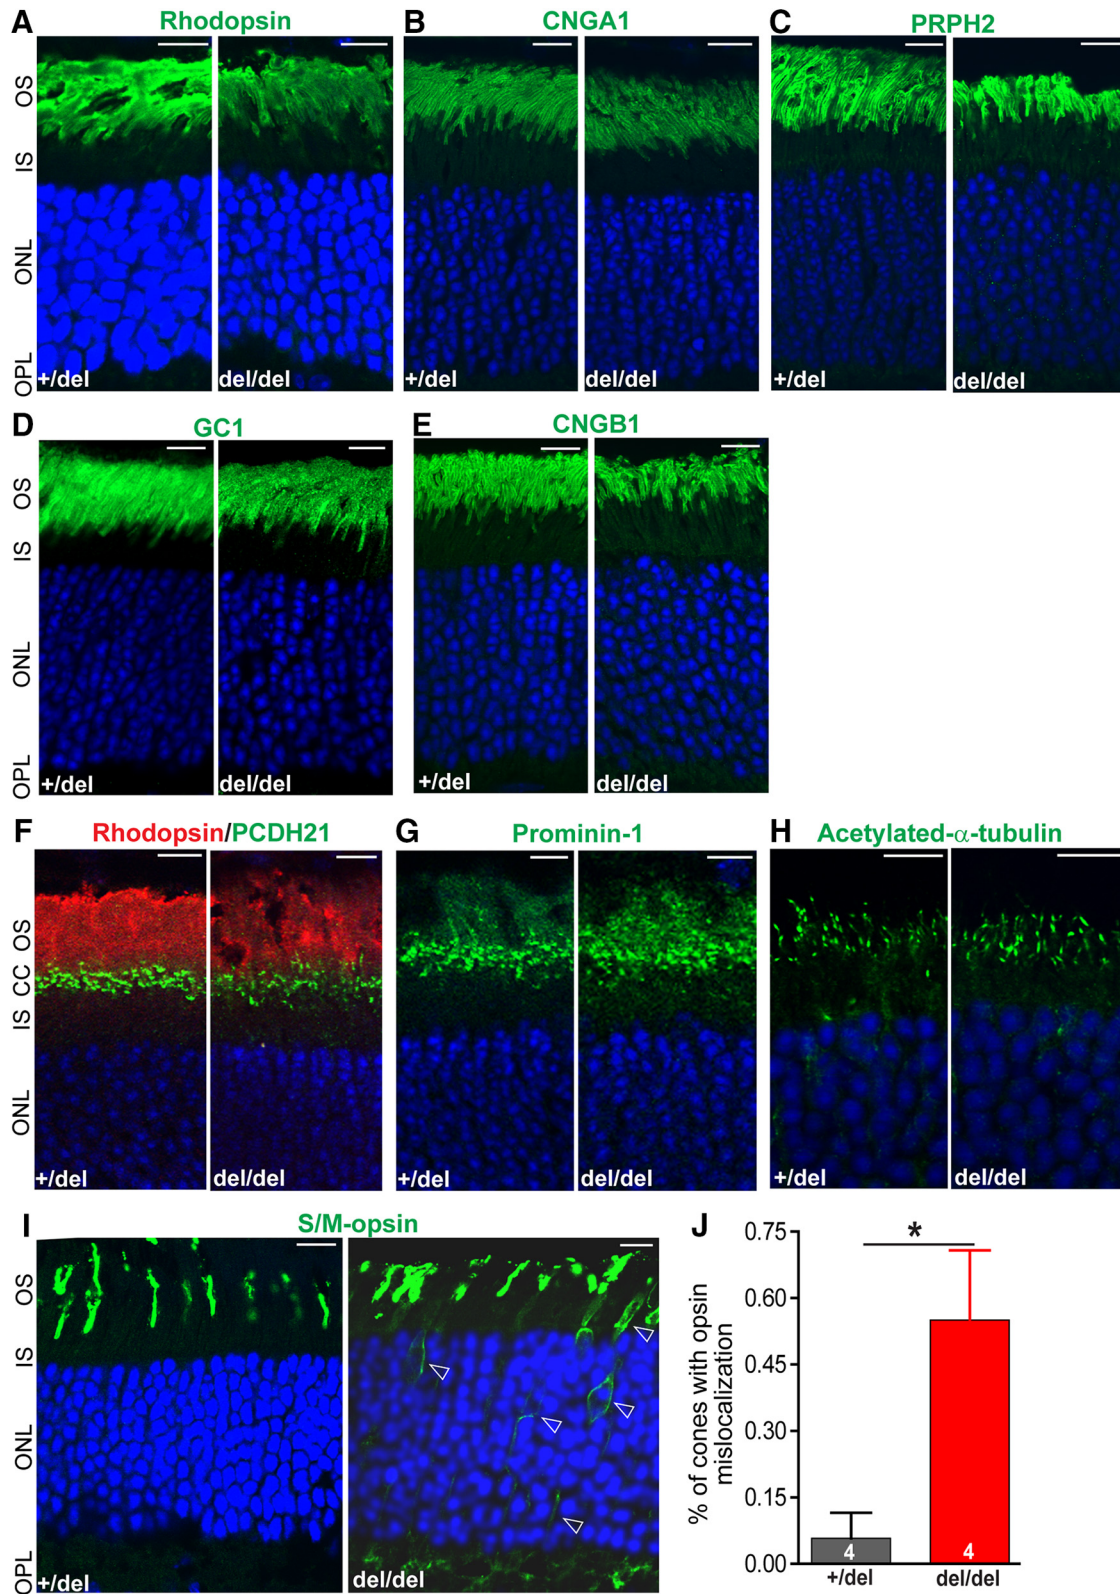 A Rhodopsin
B CNGA1
C PRPH2
OS
IS
ONL
OPL
+/del del/del
+/del del/del
+/del del/del
D GC1
E CNGB1
OS
IS
ONL
OPL
+/del del/del
+/del del/del
F Rhodopsin/PCDH21
G Prominin-1
H Acetylated-α-tubulin
OS
CC
IS
ONL
+/del del/del
+/del del/del
+/del del/del
I S/M-opsin
OS
IS
ONL
OPL
+/del del/del
J
% of cones with opsin
mislocalization
0.75
0.60
0.45
0.30
0.15
0.00
*
4 4
+/del del/del